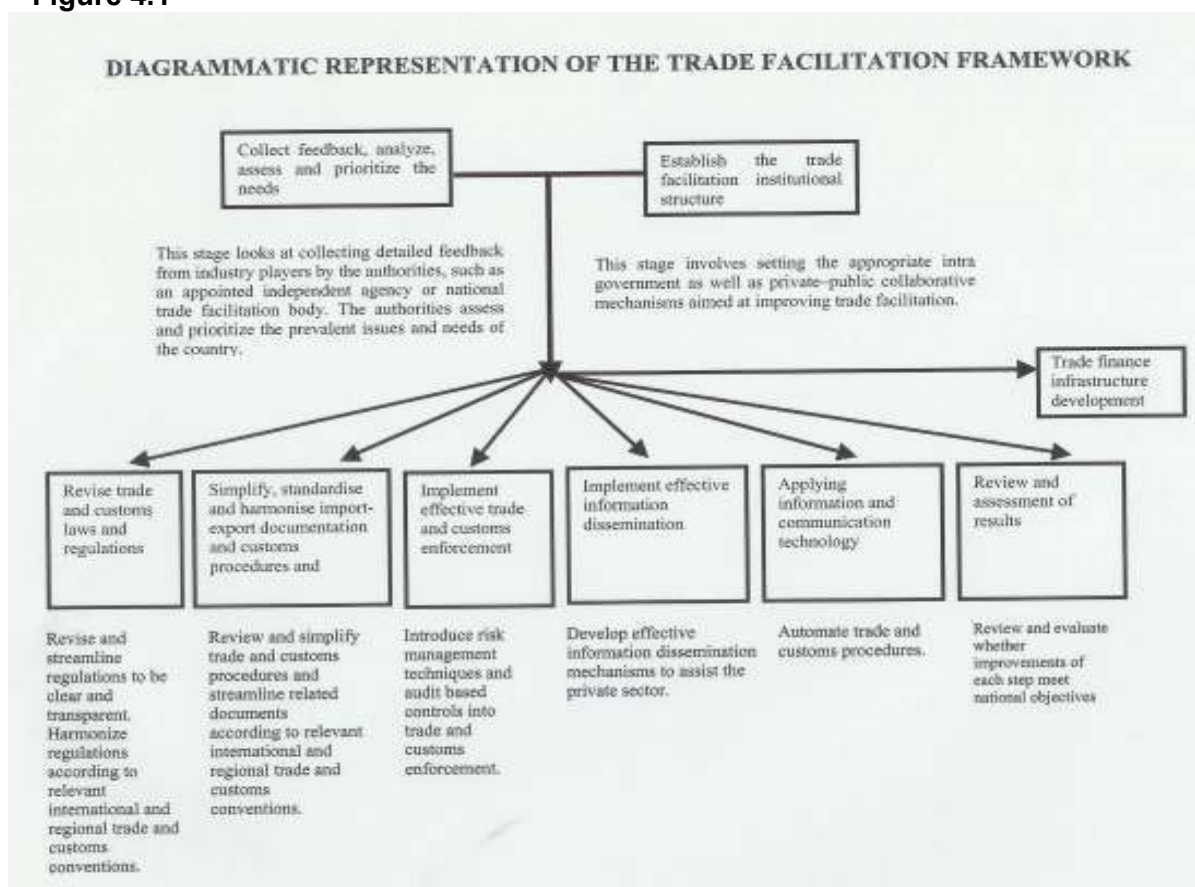 Figure 4.1
DIAGRAMMATIC REPRESENTATION OF THE TRADE FACILITATION FRAMEWORK
Collect feedback, analyze,
assess and prioritize the
needs
Establish the trade
facilitation institutional
structure
This stage looks at collecting detailed feedback
from industry players by the authorities, such as
an appointed independent agency or national
trade facilitation body. The authorities assess
and prioritize the prevalent issues and needs of
the country.
This stage involves setting the appropriate intra
government as well as private–public collaborative
mechanisms aimed at improving trade facilitation.
Trade finance
infrastructure
development
Revise trade
and customs
laws and
regulations
Simplify, standardise
and harmonise import-
export documentation
and customs
procedures and
Implement
effective trade
and customs
enforcement
Implement effective
information
dissemination
Applying
information and
communication
technology
Review and
assessment of
results
Revise and
streamline
regulations to be
clear and
transparent.
Harmonize
regulations
according to
relevant
international and
regional trade and
customs
conventions.
Review and simplify
trade and customs
procedures and
streamline related
documents
according to relevant
international and
regional trade and
customs
conventions.
Introduce risk
management
techniques and
audit based
controls into
trade and
customs
enforcement.
Develop effective
information dissemination
mechanisms to assist the
private sector.
Automate trade and
customs procedures.
Review and evaluate
whether
improvements of
each step meet
national objectives